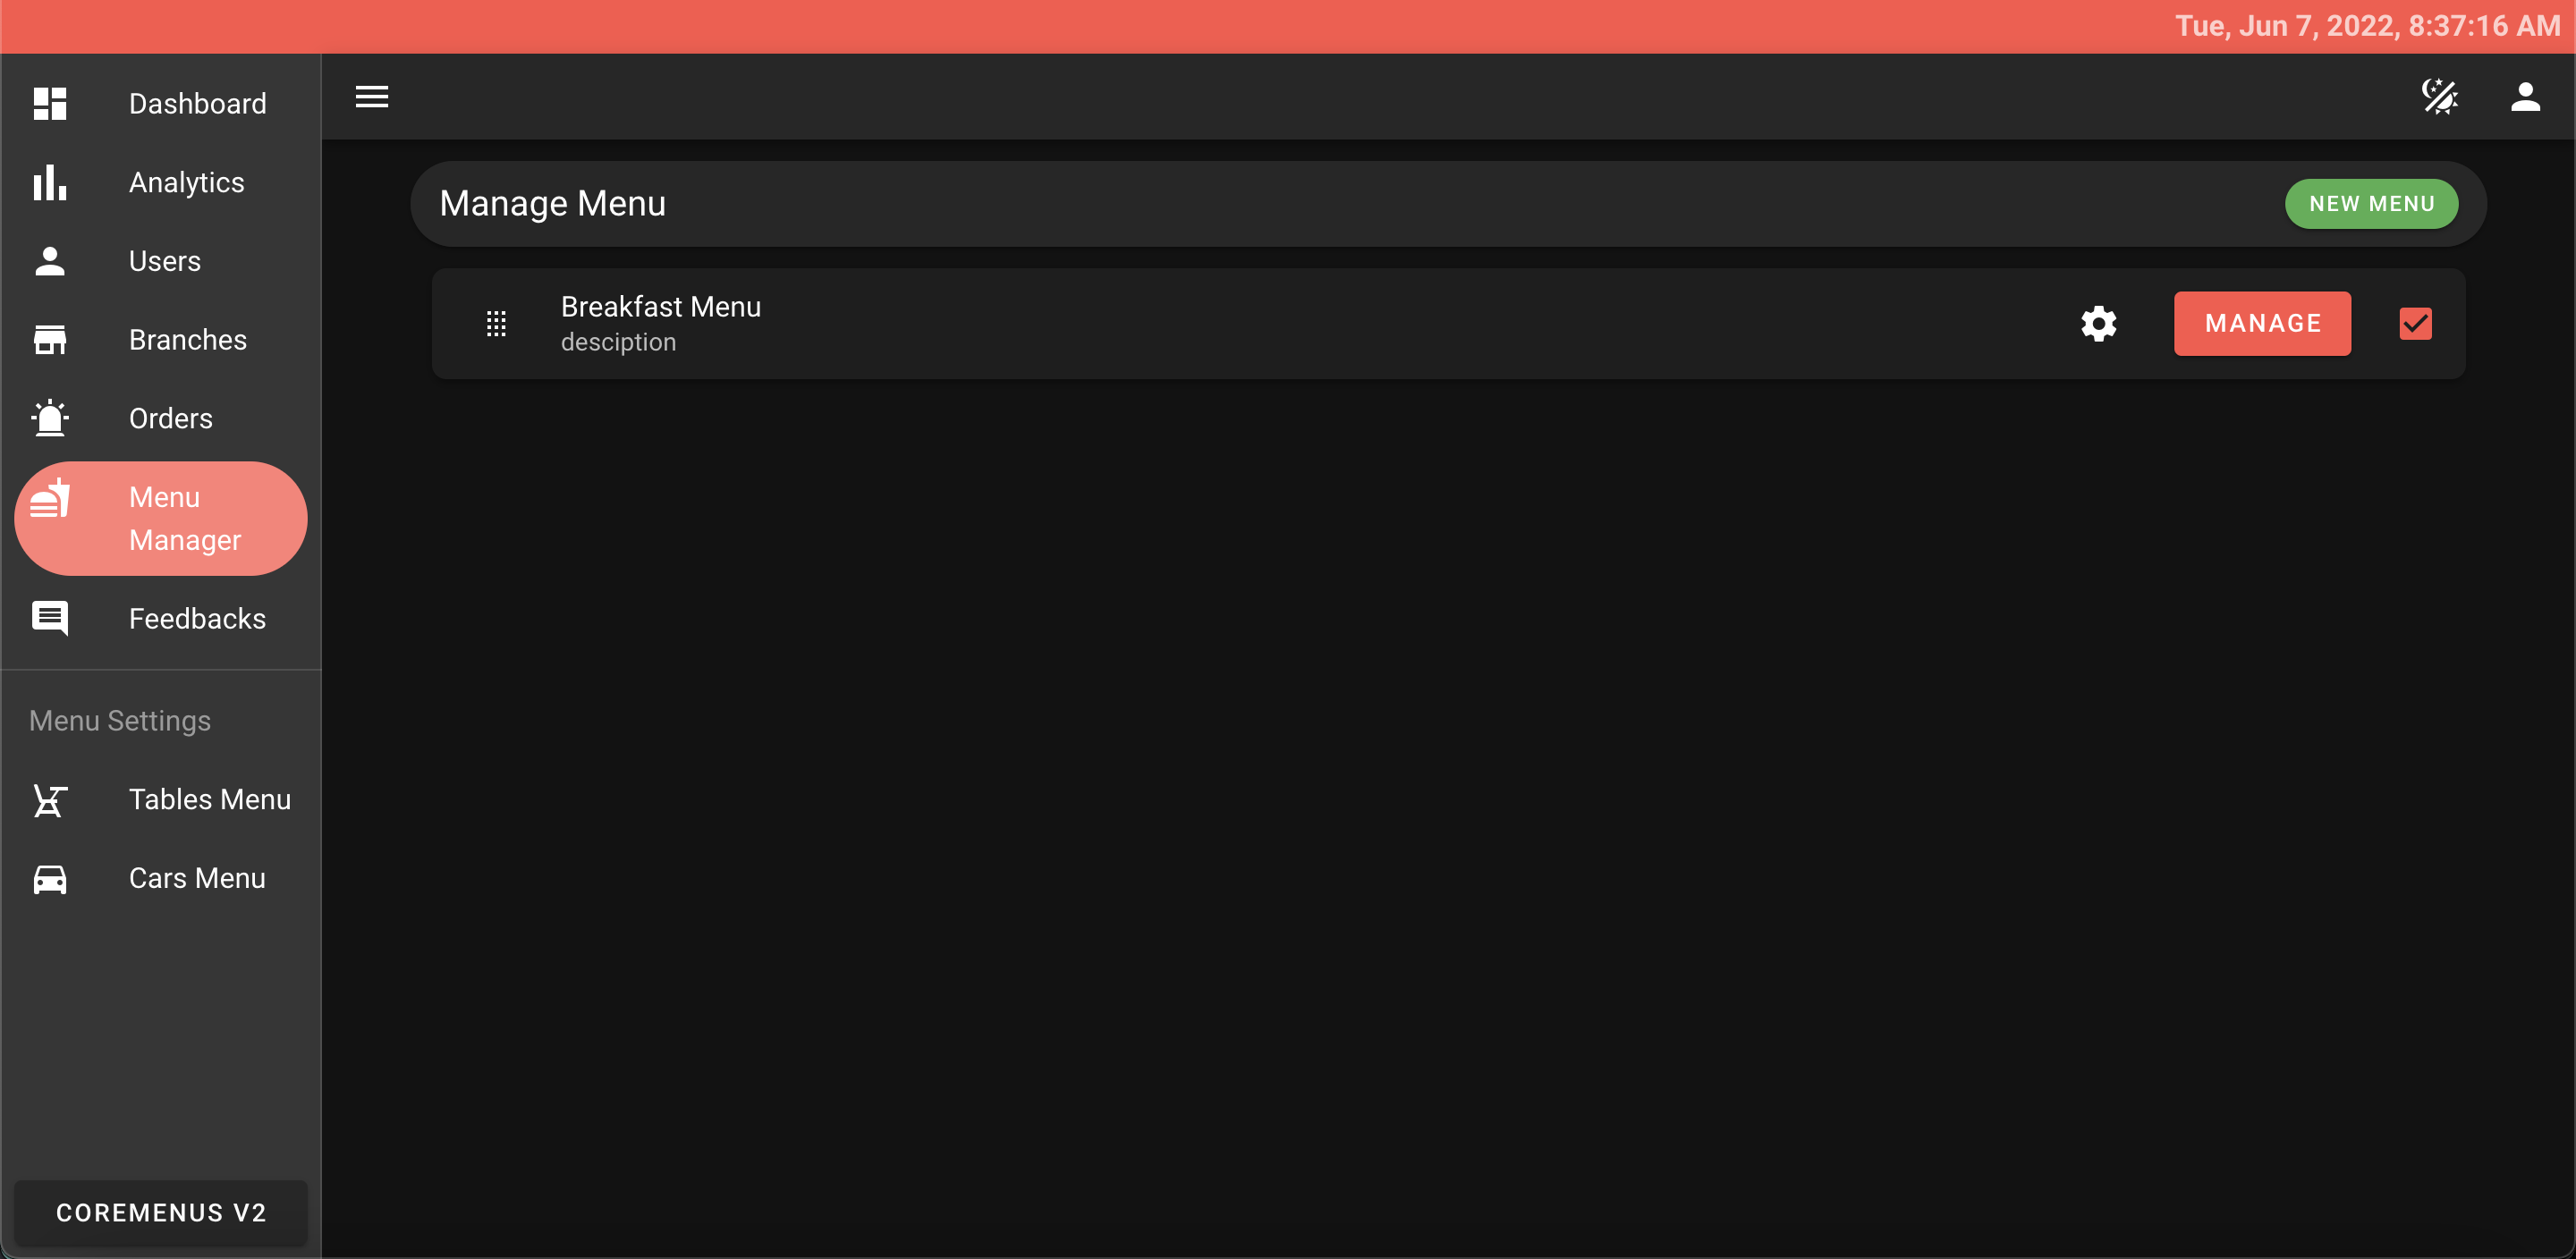 Tue, Jun 7, 2022, 8:37:16 AM
Dashboard
Analytics
Users
Branches
Orders
Menu
Manager
Feedbacks
Menu Settings
Tables Menu
Cars Menu
COREMENUS V2
Manage Menu
NEW MENU
Breakfast Menu
desciption
MANAGE